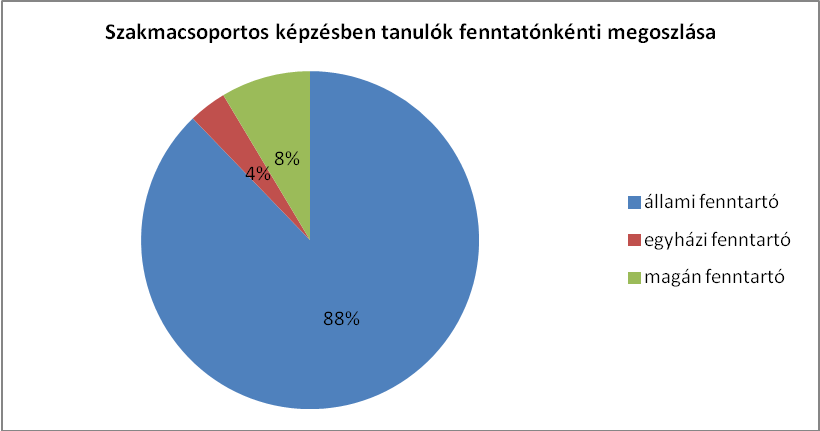 Szakmacsoportos képzésben tanulók fenntatónkénti megoszlása
8%
4%
88%
állami fenntartó
egyházi fenntartó
magán fenntartó